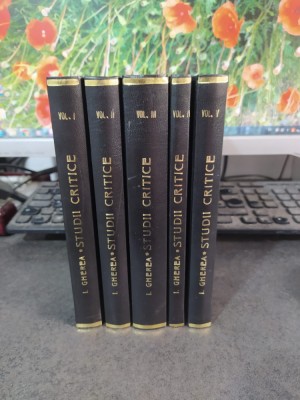 VOL. I
I. GHEREA * STUDII CRITICE
VOL. II
I. GHEREA * STUDII CRITICE
VOL. III
I. GHEREA * STUDII CRITICE
VOL. IV
I. GHEREA * STUDII CRITICE
VOL. V
I. GHEREA * STUDII CRITICE